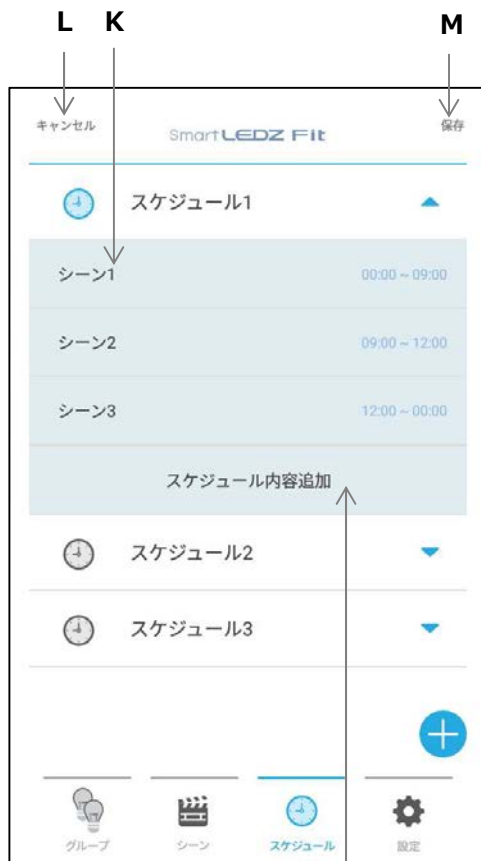 L K M
キャンセル SmartLEDZ Fit 保存
スケジュール1
シーン1 00:00 ~ 09:00
シーン2 09:00 ~ 12:00
シーン3 12:00 ~ 00:00
スケジュール内容追加
スケジュール2
スケジュール3
グループ シーン スケジュール 設定